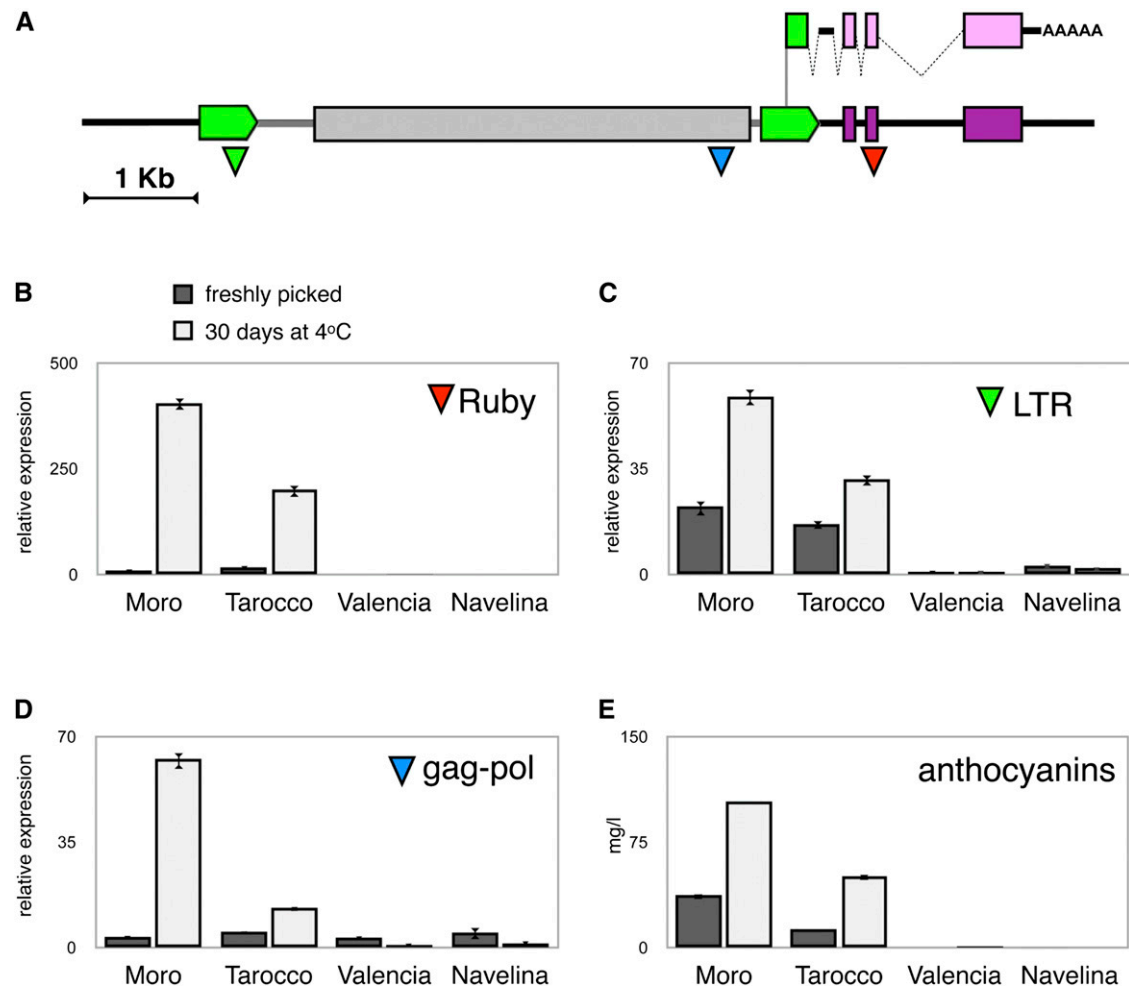 A
AAAAA
1 Kb
B
freshly picked
30 days at 4ºC
C
500
250
0
relative expression
Ruby
Moro Tarocco Valencia Navelina
70
35
0
relative expression
LTR
Moro Tarocco Valencia Navelina
D
70
35
0
relative expression
gag-pol
Moro Tarocco Valencia Navelina
E
150
75
0
mg/l
anthocyanins
Moro Tarocco Valencia Navelina